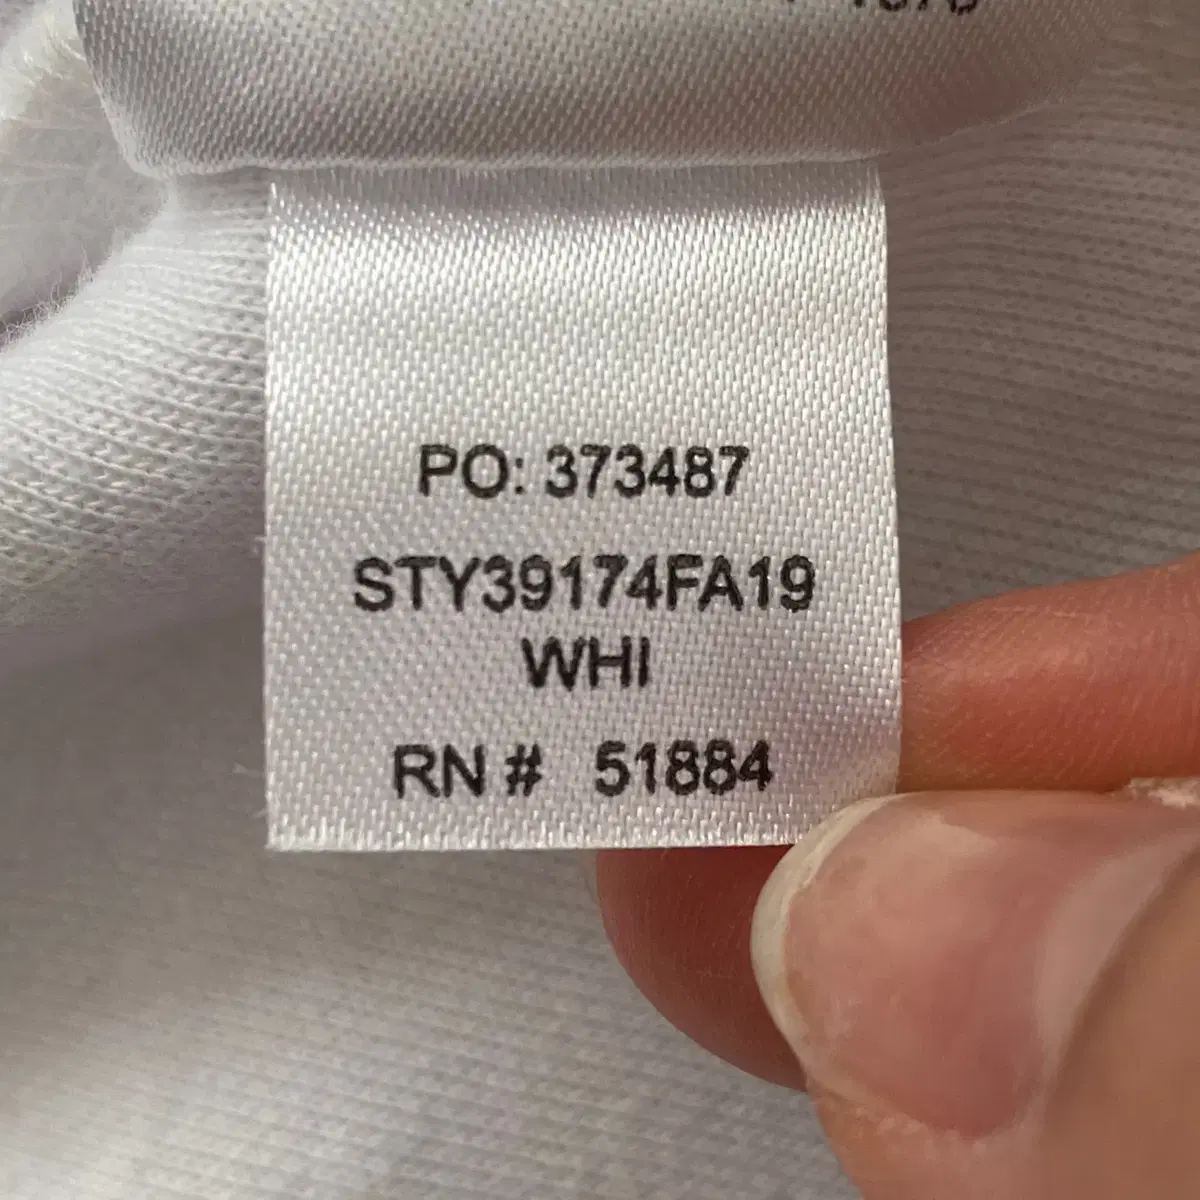 PO: 373487
STY39174FA19
WHI
RN # 51884